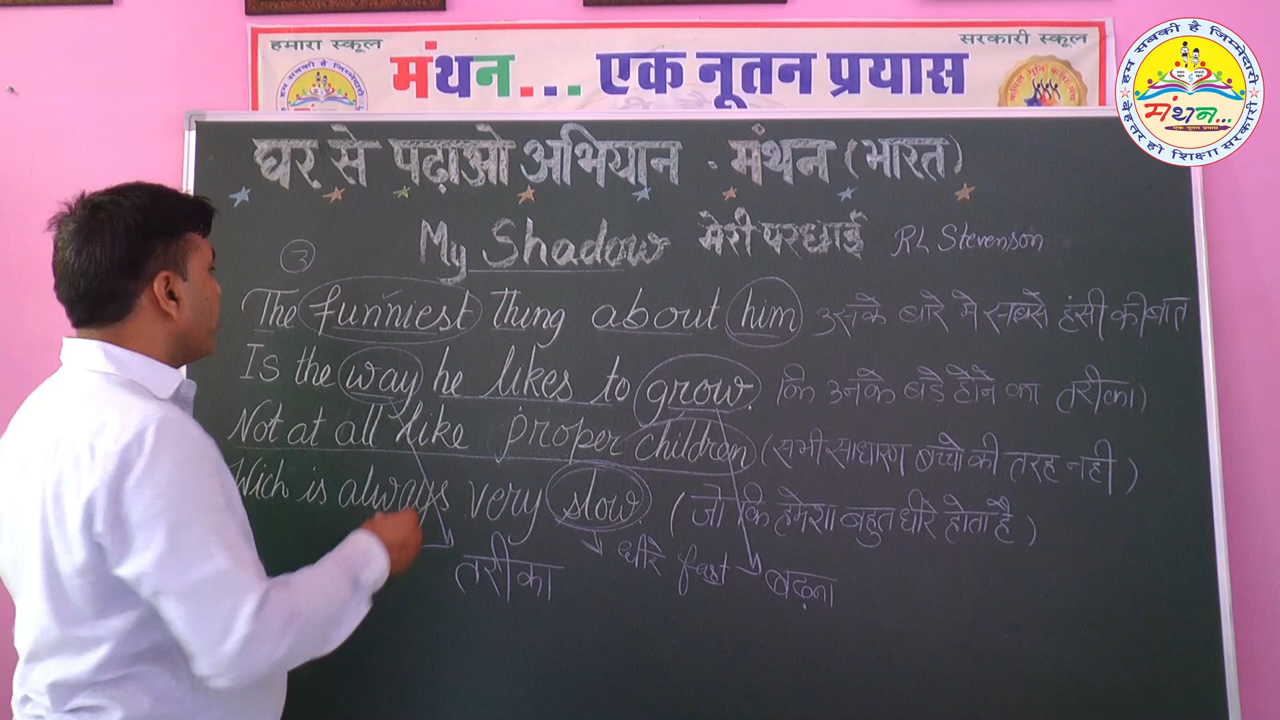 हमारा स्कूल
सरकारी स्कूल
मंथन... एक नूतन प्रयास
हम सबकी है जिम्मेदारी
मंथन...
एक नूतन प्रयास
बेहतर हो शिक्षा सरकारी
घर से पढ़ाओ अभियान . मंथन (भारत)
My Shadow मेरी परछाई RL Stevenson
3
The funniest Thing about him उसके बारे मे सबसे हंसी की बात
Is the way he likes to grow. कि उनके बड़े होने का तरीका)
Not at all like proper children (सभी साधारण बच्चो की तरह नही)
Wich is always very slow. (जो कि हमेशा बहुत धीरे होता है)
तरीका धीरे fast बढ़ना